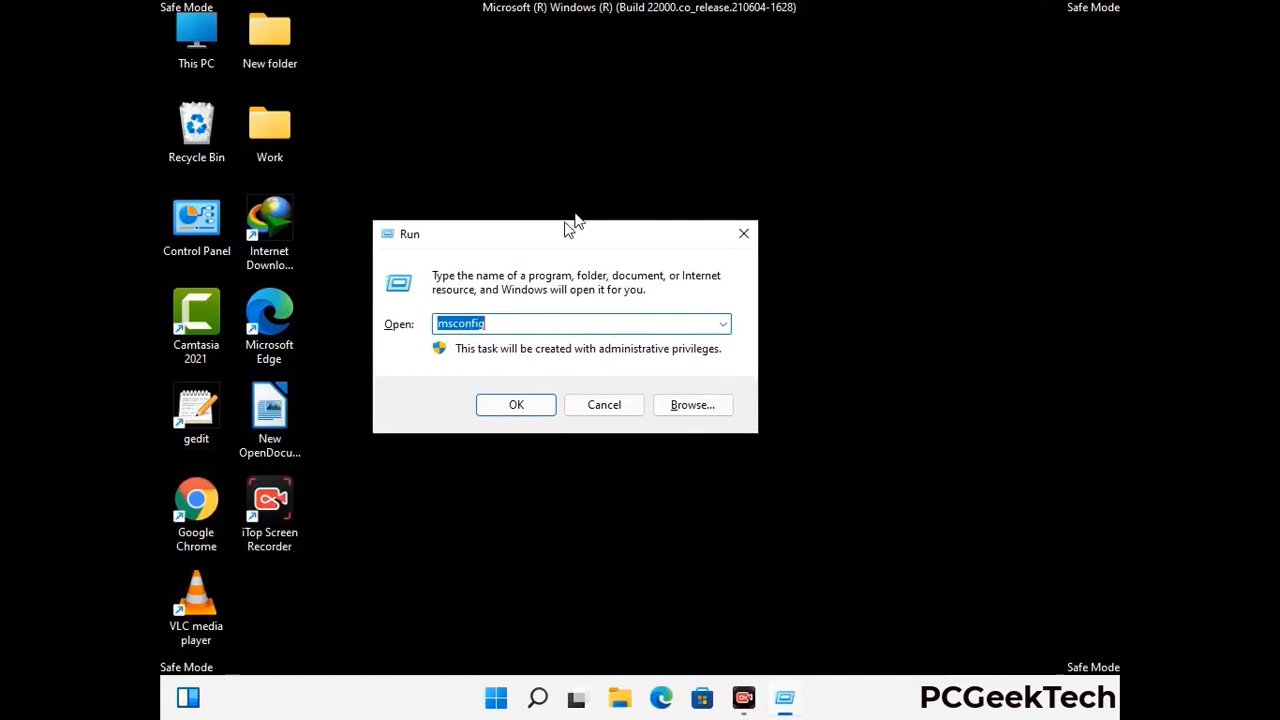 Safe Mode
Microsoft (R) Windows (R) (Build 22000.co_release.210604-1628)
Safe Mode
This PC
New folder
Recycle Bin
Work
Control Panel
Internet
Downlo...
Camtasia
2021
Microsoft
Edge
gedit
New
OpenDocu...
Google
Chrome
iTop Screen
Recorder
VLC media
player
Run
Type the name of a program, folder, document, or Internet
resource, and Windows will open it for you.
Open:
msconfig
This task will be created with administrative privileges.
OK
Cancel
Browse...
Safe Mode
Safe Mode
PCGeekTech